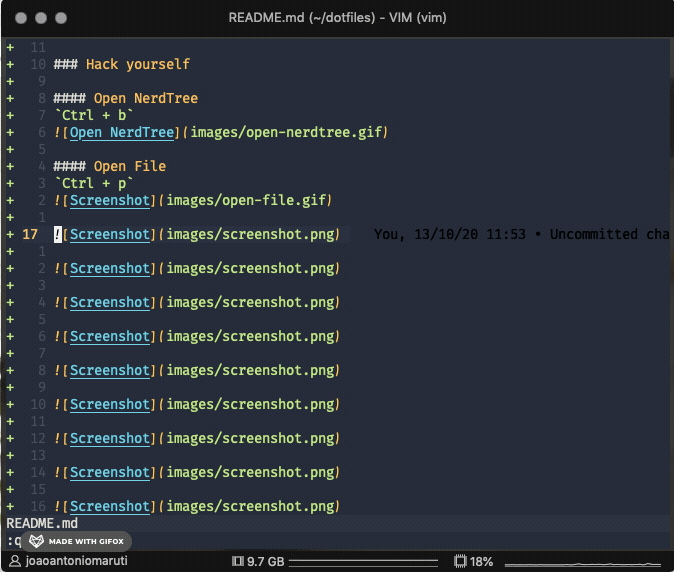 README.md (~/dotfiles) - VIM (vim)
+ 11
+ 10 ### Hack yourself
+ 9
+ 8 #### Open NerdTree
+ 7 `Ctrl + b`
+ 6 ![Open NerdTree](images/open-nerdtree.gif)
+ 5
+ 4 #### Open File
+ 3 `Ctrl + p`
+ 2 ![Screenshot](images/open-file.gif)
+ 1
+ 17 ![Screenshot](images/screenshot.png) You, 13/10/20 11:53 • Uncommitted cha
+ 1
+ 2 ![Screenshot](images/screenshot.png)
+ 3
+ 4 ![Screenshot](images/screenshot.png)
+ 5
+ 6 ![Screenshot](images/screenshot.png)
+ 7
+ 8 ![Screenshot](images/screenshot.png)
+ 9
+ 10 ![Screenshot](images/screenshot.png)
+ 11
+ 12 ![Screenshot](images/screenshot.png)
+ 13
+ 14 ![Screenshot](images/screenshot.png)
+ 15
+ 16 ![Screenshot](images/screenshot.png)
README.md
:q MADE WITH GIFOX
joaoantoniomaruti 9.7 GB 18%